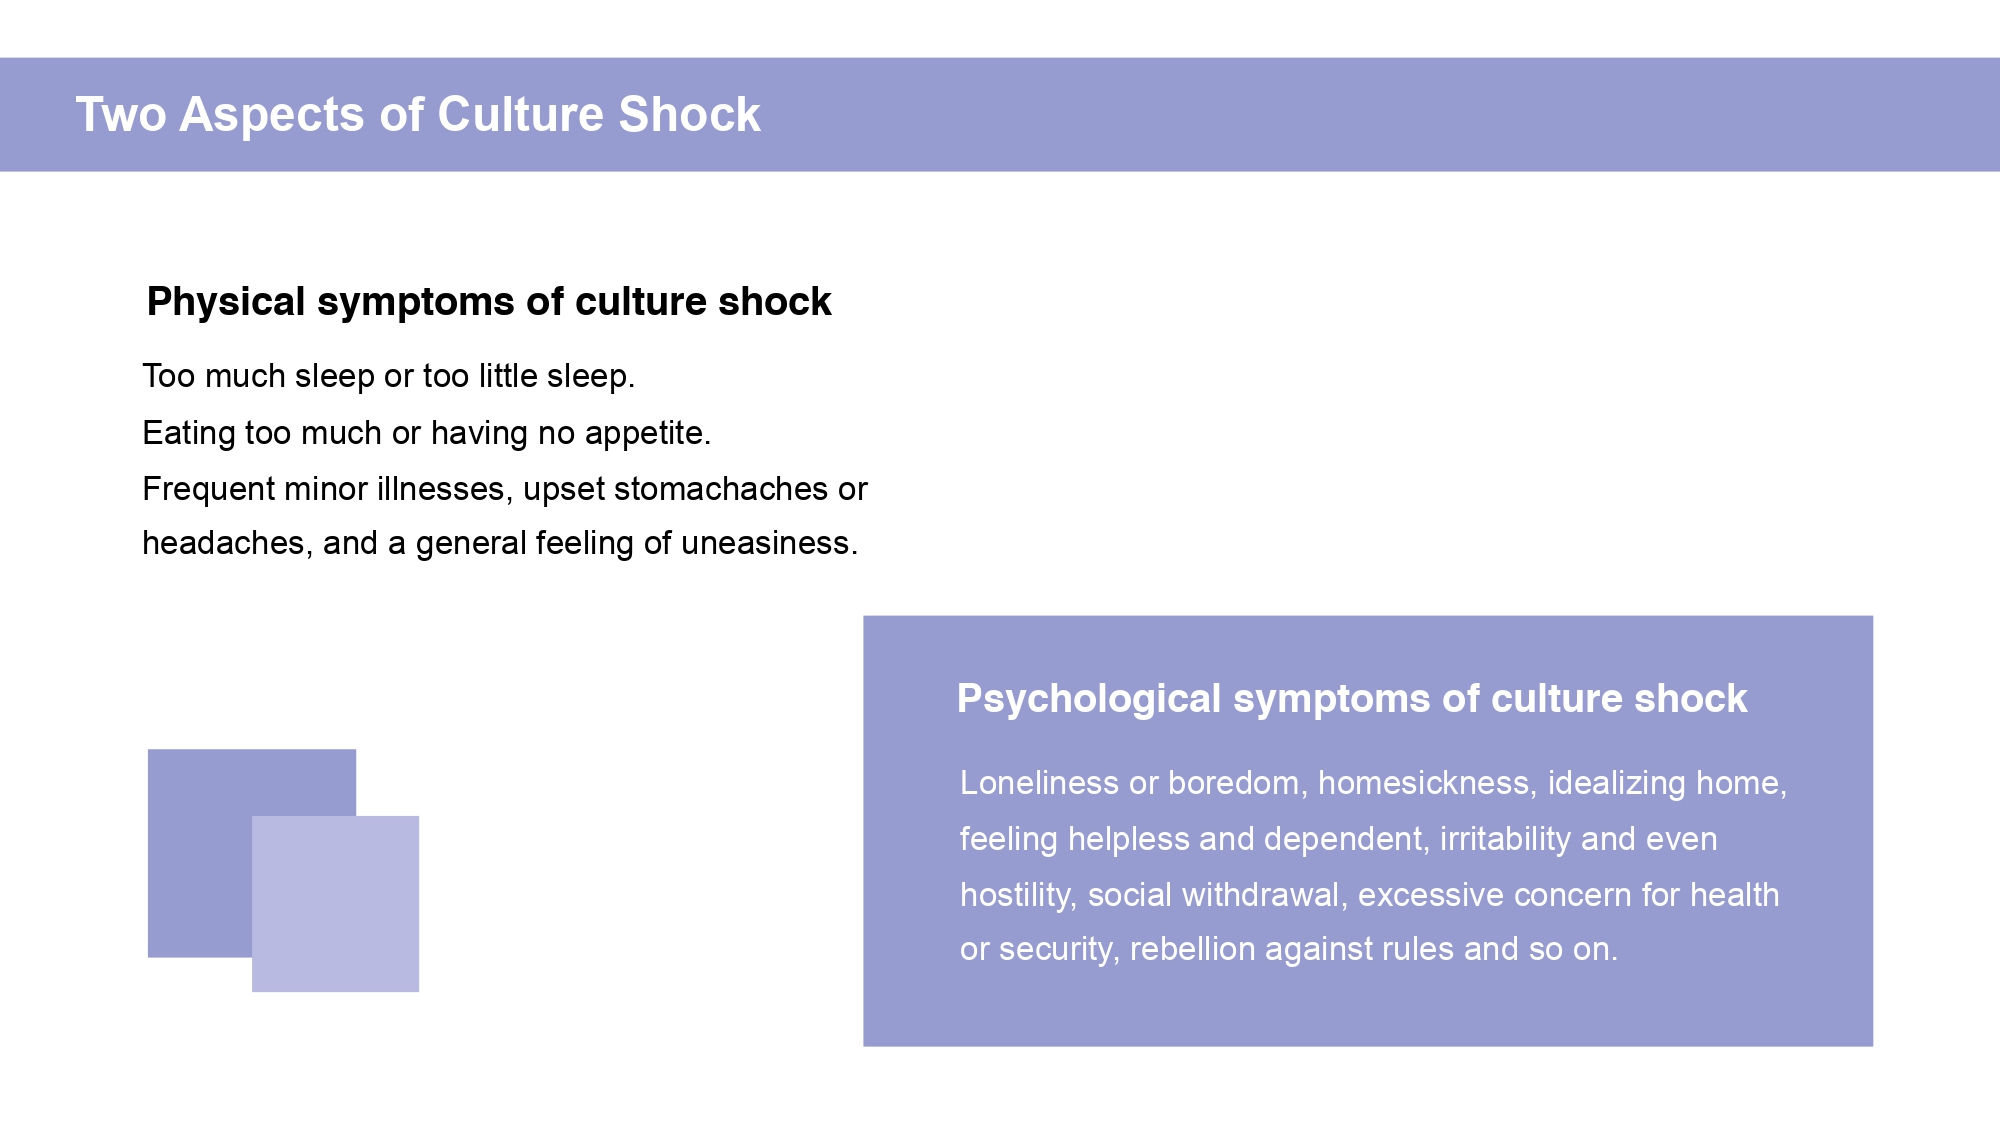 Two Aspects of Culture Shock
Physical symptoms of culture shock
Too much sleep or too little sleep.
Eating too much or having no appetite.
Frequent minor illnesses, upset stomachaches or
headaches, and a general feeling of uneasiness.
Psychological symptoms of culture shock
Loneliness or boredom, homesickness, idealizing home,
feeling helpless and dependent, irritability and even
hostility, social withdrawal, excessive concern for health
or security, rebellion against rules and so on.